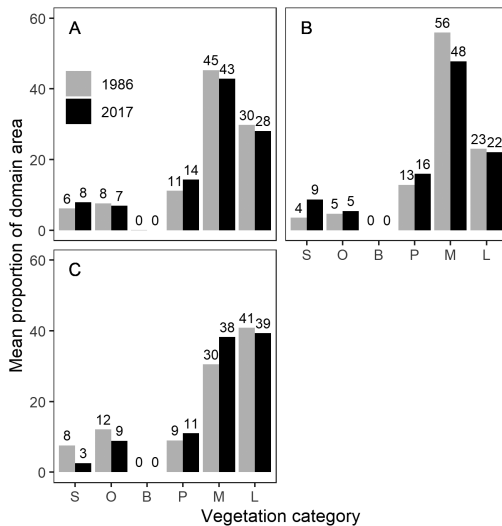 Mean proportion of domain area
A
1986
2017
60
40
20
0
6 8 8 7 0 0 11 14 45 43 30 28
B
4 9 5 5 0 0 13 16 56 48 23 22
S O B P M L
C
60
40
20
0
8 3 12 9 0 0 9 11 30 38 41 39
S O B P M L
Vegetation category